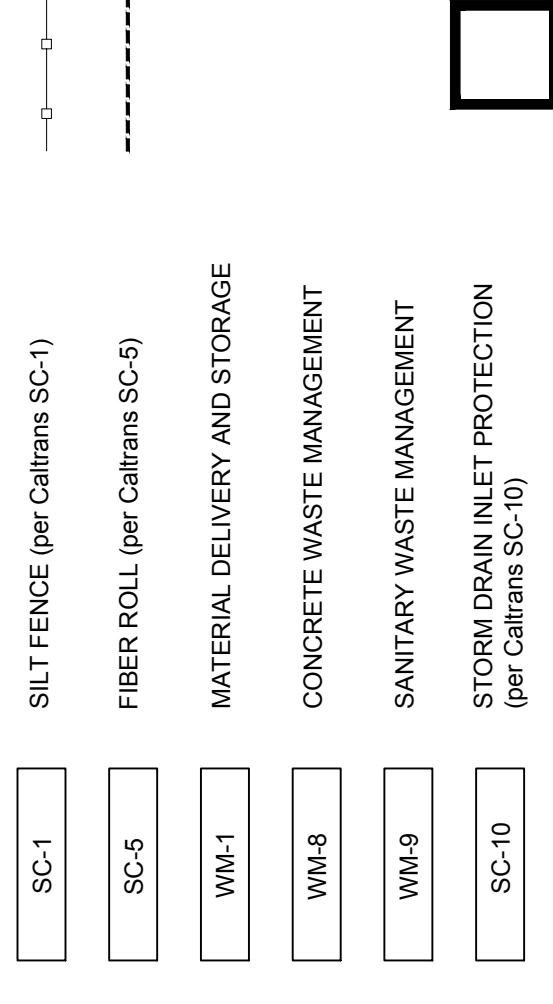 SC-1
SILT FENCE (per Caltrans SC-1)
SC-5
FIBER ROLL (per Caltrans SC-5)
WM-1
MATERIAL DELIVERY AND STORAGE
WM-8
CONCRETE WASTE MANAGEMENT
WM-9
SANITARY WASTE MANAGEMENT
SC-10
STORM DRAIN INLET PROTECTION
(per Caltrans SC-10)